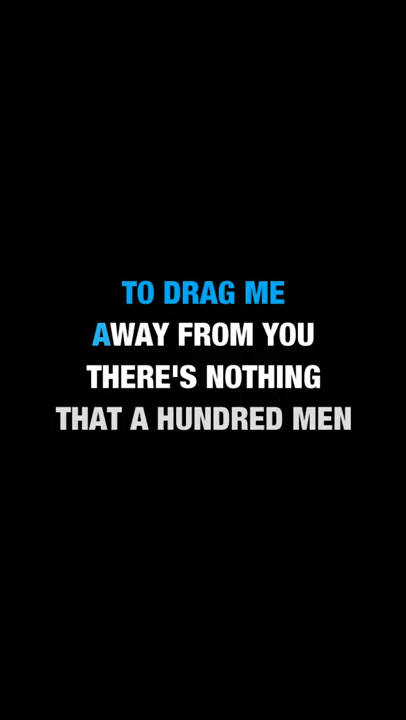 TO DRAG ME
AWAY FROM YOU
THERE'S NOTHING
THAT A HUNDRED MEN